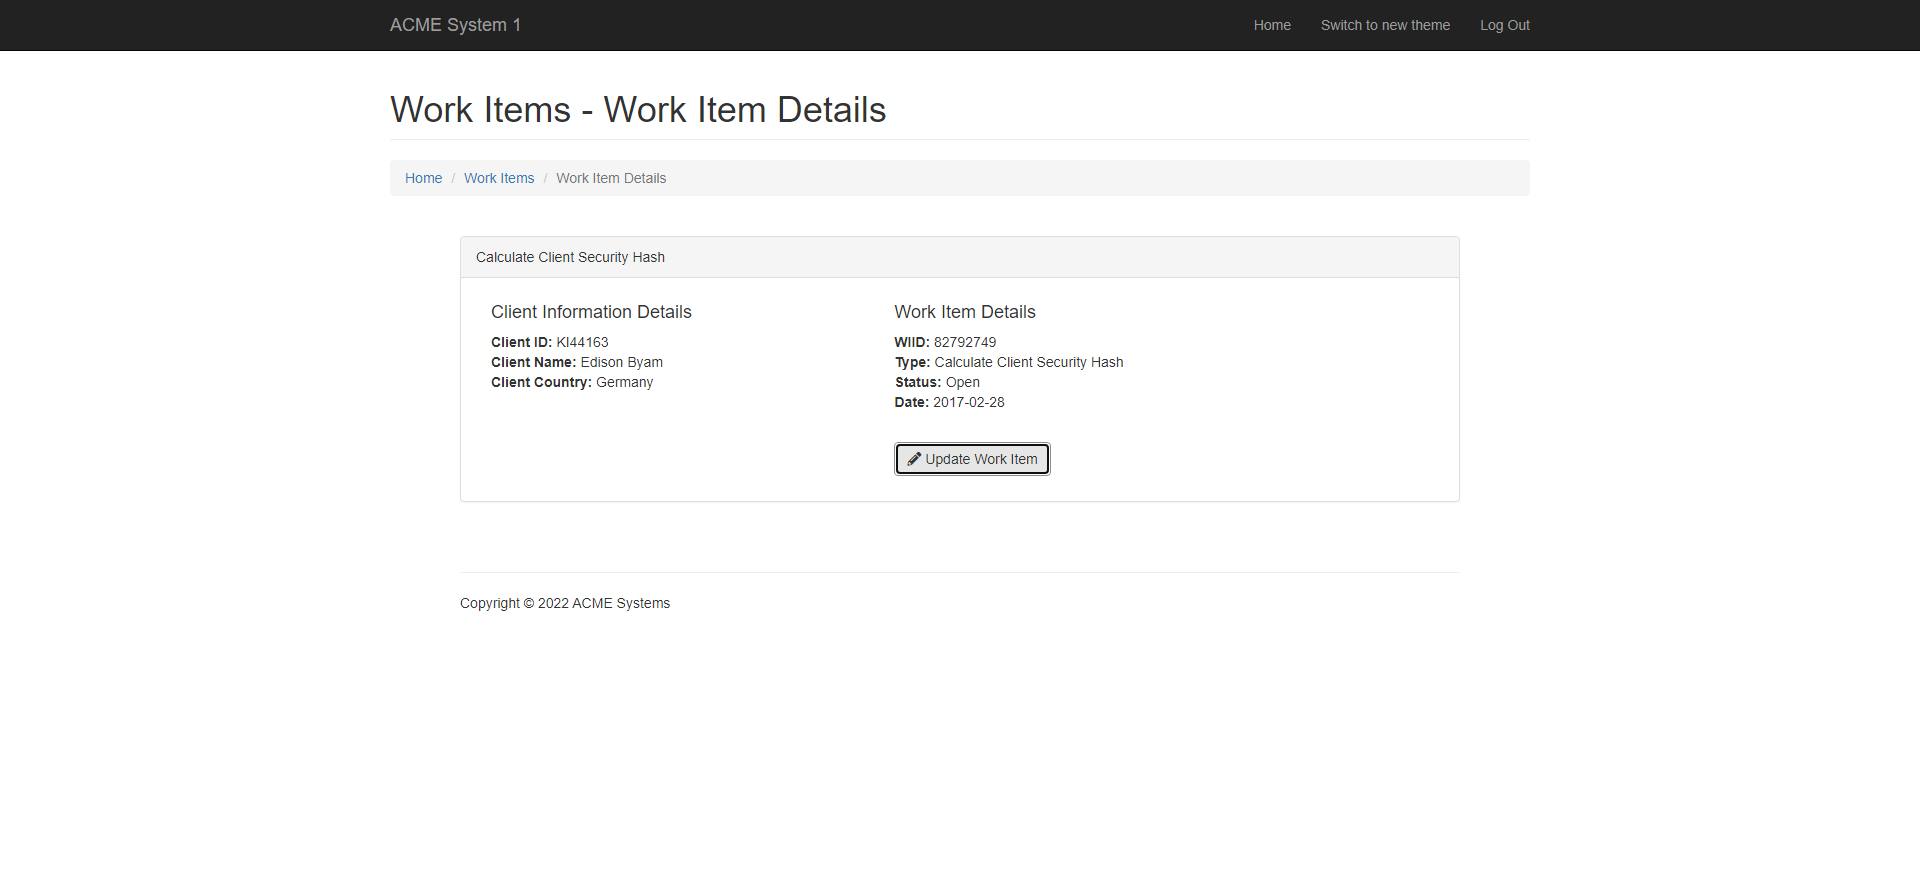 ACME System 1
Home
Switch to new theme
Log Out
Work Items - Work Item Details
Home / Work Items / Work Item Details
Calculate Client Security Hash
Client Information Details
Client ID: KI44163
Client Name: Edison Byam
Client Country: Germany
Work Item Details
WIID: 82792749
Type: Calculate Client Security Hash
Status: Open
Date: 2017-02-28
Update Work Item
Copyright © 2022 ACME Systems